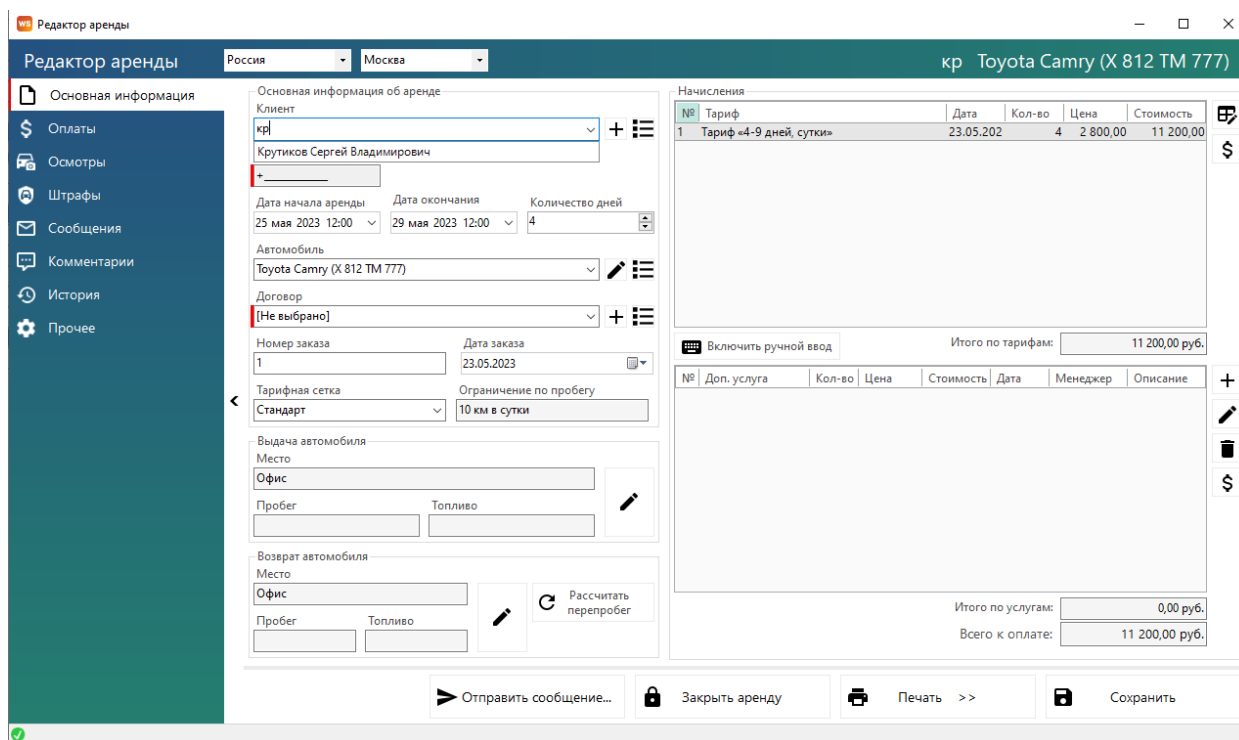 WS Редактор аренды
Редактор аренды Россия Москва кр Toyota Camry (X 812 TM 777)
Основная информация
Оплаты
Осмотры
Штрафы
Сообщения
Комментарии
История
Прочее
Основная информация об аренде
Клиент
кр
Крутиков Сергей Владимирович
+__________
Дата начала аренды Дата окончания Количество дней
25 мая 2023 12:00 29 мая 2023 12:00 4
Автомобиль
Toyota Camry (X 812 TM 777)
Договор
[Не выбрано]
Номер заказа Дата заказа
1 23.05.2023
Тарифная сетка Ограничение по пробегу
Стандарт 10 км в сутки
Выдача автомобиля
Место
Офис
Пробег Топливо
Возврат автомобиля
Место
Офис
Рассчитать
перепробег
Пробег Топливо
Начисления
№ Тариф Дата Кол-во Цена Стоимость
1 Тариф «4-9 дней, сутки» 23.05.202 4 2 800,00 11 200,00
Включить ручной ввод Итого по тарифам: 11 200,00 руб.
№ Доп. услуга Кол-во Цена Стоимость Дата Менеджер Описание
Итого по услугам: 0,00 руб.
Всего к оплате: 11 200,00 руб.
Отправить сообщение... Закрыть аренду Печать >> Сохранить